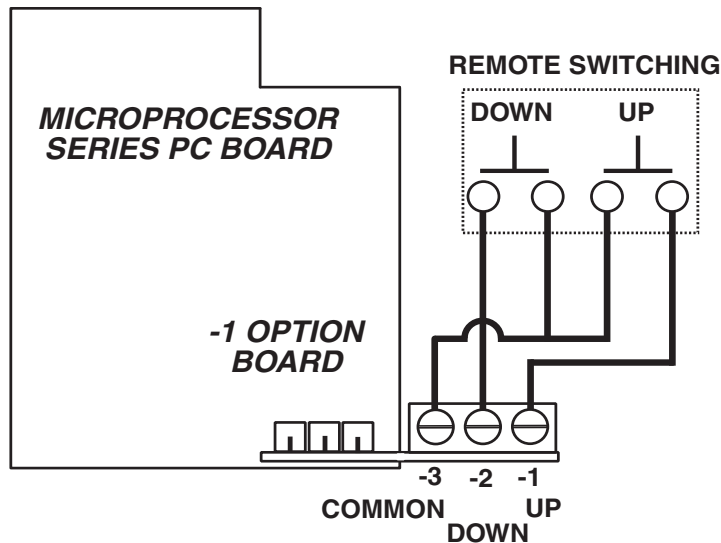 REMOTE SWITCHING
DOWN UP
MICROPROCESSOR
SERIES PC BOARD
-1 OPTION
BOARD
-3 -2 -1
COMMON UP
DOWN